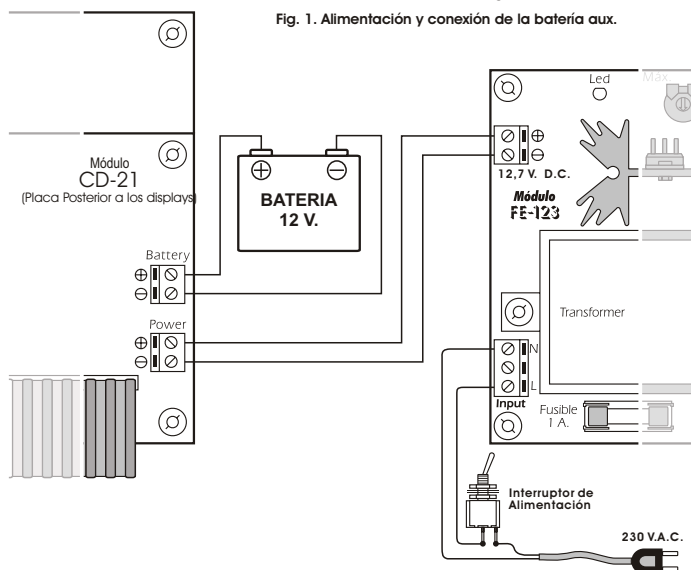 Fig. 1. Alimentación y conexión de la batería aux.
Led
Máx.
Módulo
CD-21
(Placa Posterior a los displays)
BATERIA
12 V.
12,7 V. D.C.
Módulo
FE-123
Battery
Power
Transformer
N
L
Input
Fusible
1 A.
Interruptor de
Alimentación
230 V.A.C.